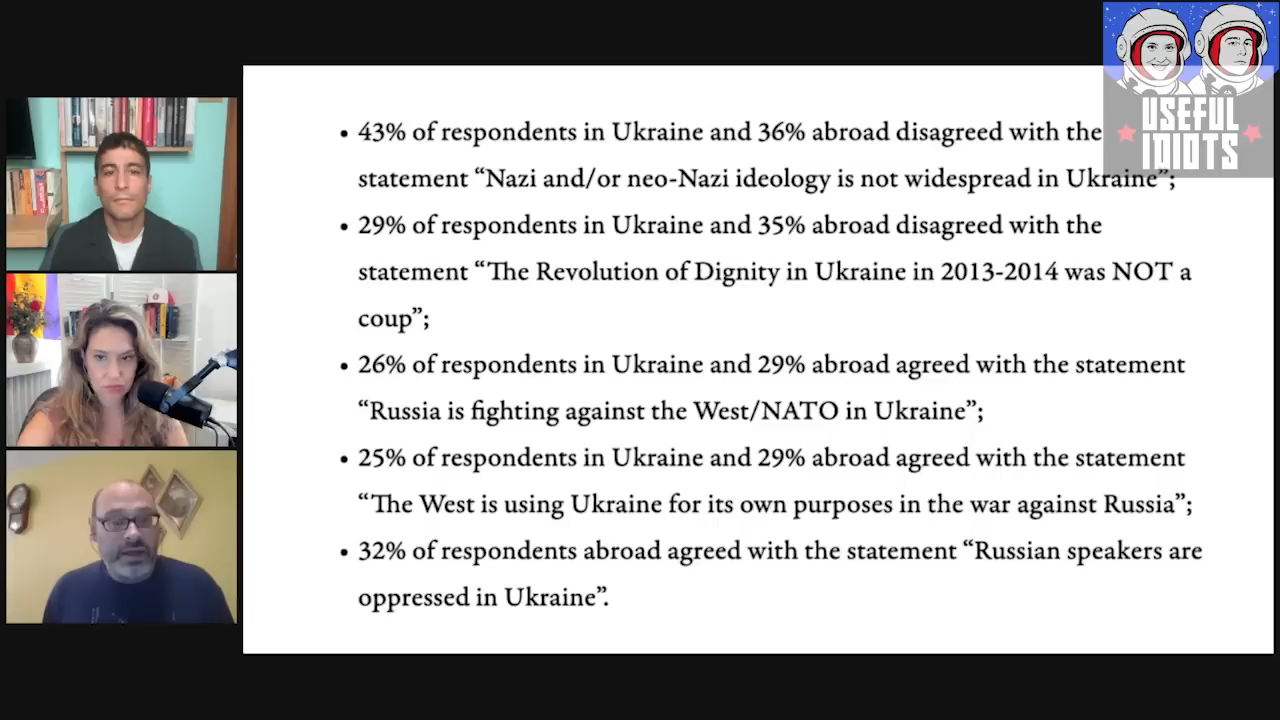 USEFUL
IDIOTS
• 43% of respondents in Ukraine and 36% abroad disagreed with the
statement “Nazi and/or neo-Nazi ideology is not widespread in Ukraine”;
• 29% of respondents in Ukraine and 35% abroad disagreed with the
statement “The Revolution of Dignity in Ukraine in 2013-2014 was NOT a
coup”;
• 26% of respondents in Ukraine and 29% abroad agreed with the statement
“Russia is fighting against the West/NATO in Ukraine”;
• 25% of respondents in Ukraine and 29% abroad agreed with the statement
“The West is using Ukraine for its own purposes in the war against Russia”;
• 32% of respondents abroad agreed with the statement “Russian speakers are
oppressed in Ukraine”.